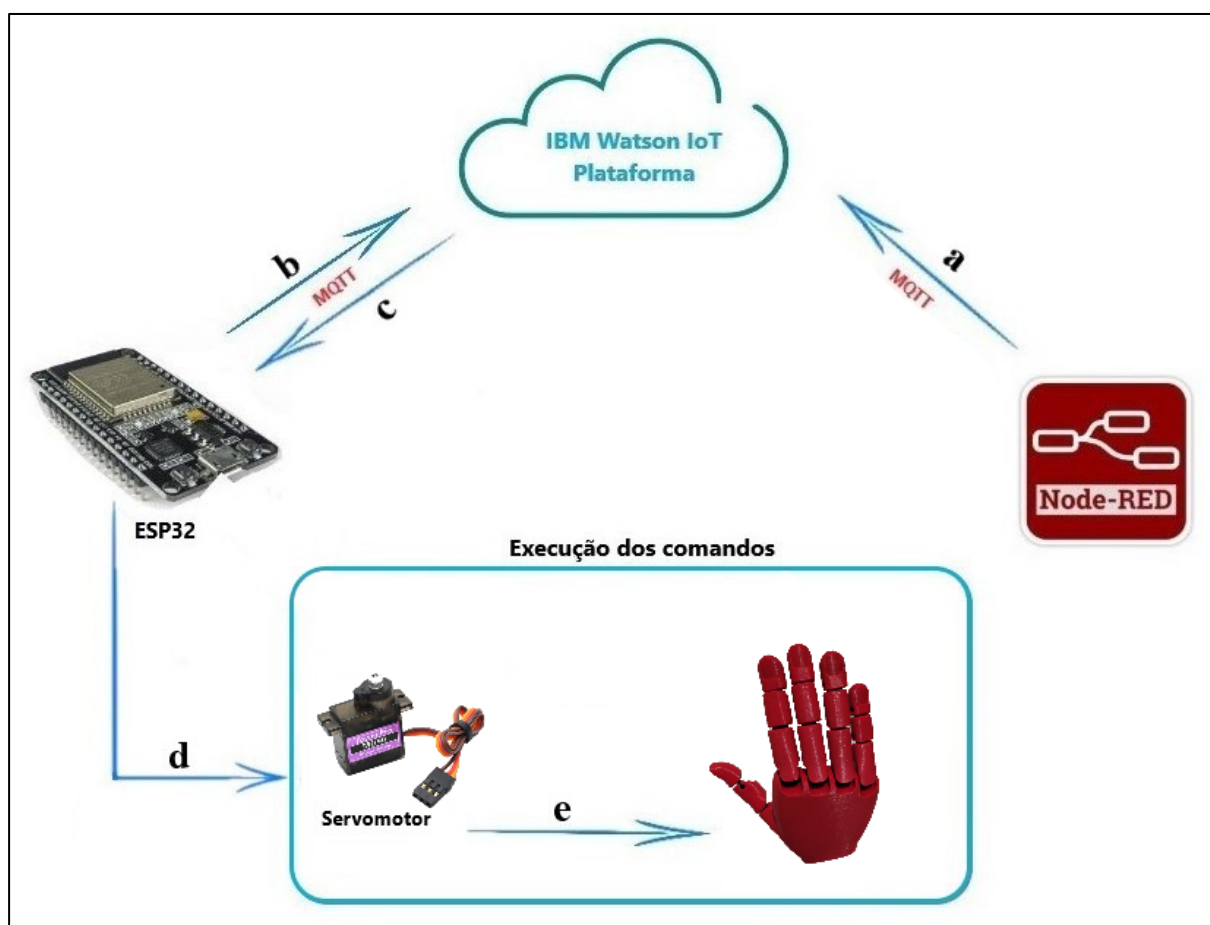 IBM Watson IoT
Plataforma
b
MQTT
c
a
MQTT
ESP32
Node-RED
Execução dos comandos
d
Servomotor
e